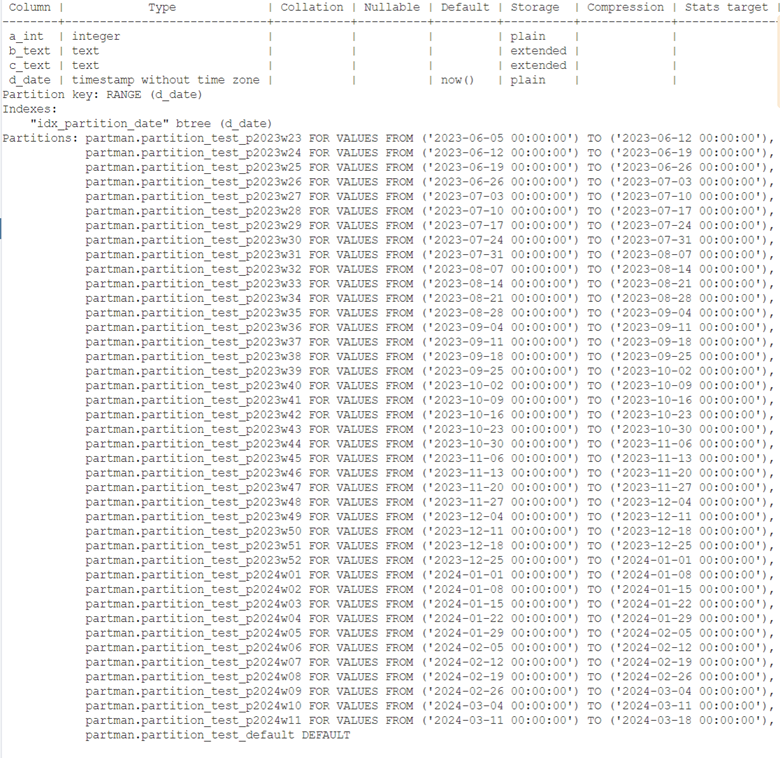 Column | Type | Collation | Nullable | Default | Storage | Compression | Stats target |
--------+-----------------------------+-----------+----------+---------+----------+-------------+--------------+
a_int | integer | | | | plain | |
b_text | text | | | | extended | |
c_text | text | | | | extended | |
d_date | timestamp without time zone | | | now() | plain | |
Partition key: RANGE (d_date)
Indexes:
"idx_partition_date" btree (d_date)
Partitions: partman.partition_test_p2023w23 FOR VALUES FROM ('2023-06-05 00:00:00') TO ('2023-06-12 00:00:00'),
partman.partition_test_p2023w24 FOR VALUES FROM ('2023-06-12 00:00:00') TO ('2023-06-19 00:00:00'),
partman.partition_test_p2023w25 FOR VALUES FROM ('2023-06-19 00:00:00') TO ('2023-06-26 00:00:00'),
partman.partition_test_p2023w26 FOR VALUES FROM ('2023-06-26 00:00:00') TO ('2023-07-03 00:00:00'),
partman.partition_test_p2023w27 FOR VALUES FROM ('2023-07-03 00:00:00') TO ('2023-07-10 00:00:00'),
partman.partition_test_p2023w28 FOR VALUES FROM ('2023-07-10 00:00:00') TO ('2023-07-17 00:00:00'),
partman.partition_test_p2023w29 FOR VALUES FROM ('2023-07-17 00:00:00') TO ('2023-07-24 00:00:00'),
partman.partition_test_p2023w30 FOR VALUES FROM ('2023-07-24 00:00:00') TO ('2023-07-31 00:00:00'),
partman.partition_test_p2023w31 FOR VALUES FROM ('2023-07-31 00:00:00') TO ('2023-08-07 00:00:00'),
partman.partition_test_p2023w32 FOR VALUES FROM ('2023-08-07 00:00:00') TO ('2023-08-14 00:00:00'),
partman.partition_test_p2023w33 FOR VALUES FROM ('2023-08-14 00:00:00') TO ('2023-08-21 00:00:00'),
partman.partition_test_p2023w34 FOR VALUES FROM ('2023-08-21 00:00:00') TO ('2023-08-28 00:00:00'),
partman.partition_test_p2023w35 FOR VALUES FROM ('2023-08-28 00:00:00') TO ('2023-09-04 00:00:00'),
partman.partition_test_p2023w36 FOR VALUES FROM ('2023-09-04 00:00:00') TO ('2023-09-11 00:00:00'),
partman.partition_test_p2023w37 FOR VALUES FROM ('2023-09-11 00:00:00') TO ('2023-09-18 00:00:00'),
partman.partition_test_p2023w38 FOR VALUES FROM ('2023-09-18 00:00:00') TO ('2023-09-25 00:00:00'),
partman.partition_test_p2023w39 FOR VALUES FROM ('2023-09-25 00:00:00') TO ('2023-10-02 00:00:00'),
partman.partition_test_p2023w40 FOR VALUES FROM ('2023-10-02 00:00:00') TO ('2023-10-09 00:00:00'),
partman.partition_test_p2023w41 FOR VALUES FROM ('2023-10-09 00:00:00') TO ('2023-10-16 00:00:00'),
partman.partition_test_p2023w42 FOR VALUES FROM ('2023-10-16 00:00:00') TO ('2023-10-23 00:00:00'),
partman.partition_test_p2023w43 FOR VALUES FROM ('2023-10-23 00:00:00') TO ('2023-10-30 00:00:00'),
partman.partition_test_p2023w44 FOR VALUES FROM ('2023-10-30 00:00:00') TO ('2023-11-06 00:00:00'),
partman.partition_test_p2023w45 FOR VALUES FROM ('2023-11-06 00:00:00') TO ('2023-11-13 00:00:00'),
partman.partition_test_p2023w46 FOR VALUES FROM ('2023-11-13 00:00:00') TO ('2023-11-20 00:00:00'),
partman.partition_test_p2023w47 FOR VALUES FROM ('2023-11-20 00:00:00') TO ('2023-11-27 00:00:00'),
partman.partition_test_p2023w48 FOR VALUES FROM ('2023-11-27 00:00:00') TO ('2023-12-04 00:00:00'),
partman.partition_test_p2023w49 FOR VALUES FROM ('2023-12-04 00:00:00') TO ('2023-12-11 00:00:00'),
partman.partition_test_p2023w50 FOR VALUES FROM ('2023-12-11 00:00:00') TO ('2023-12-18 00:00:00'),
partman.partition_test_p2023w51 FOR VALUES FROM ('2023-12-18 00:00:00') TO ('2023-12-25 00:00:00'),
partman.partition_test_p2023w52 FOR VALUES FROM ('2023-12-25 00:00:00') TO ('2024-01-01 00:00:00'),
partman.partition_test_p2024w01 FOR VALUES FROM ('2024-01-01 00:00:00') TO ('2024-01-08 00:00:00'),
partman.partition_test_p2024w02 FOR VALUES FROM ('2024-01-08 00:00:00') TO ('2024-01-15 00:00:00'),
partman.partition_test_p2024w03 FOR VALUES FROM ('2024-01-15 00:00:00') TO ('2024-01-22 00:00:00'),
partman.partition_test_p2024w04 FOR VALUES FROM ('2024-01-22 00:00:00') TO ('2024-01-29 00:00:00'),
partman.partition_test_p2024w05 FOR VALUES FROM ('2024-01-29 00:00:00') TO ('2024-02-05 00:00:00'),
partman.partition_test_p2024w06 FOR VALUES FROM ('2024-02-05 00:00:00') TO ('2024-02-12 00:00:00'),
partman.partition_test_p2024w07 FOR VALUES FROM ('2024-02-12 00:00:00') TO ('2024-02-19 00:00:00'),
partman.partition_test_p2024w08 FOR VALUES FROM ('2024-02-19 00:00:00') TO ('2024-02-26 00:00:00'),
partman.partition_test_p2024w09 FOR VALUES FROM ('2024-02-26 00:00:00') TO ('2024-03-04 00:00:00'),
partman.partition_test_p2024w10 FOR VALUES FROM ('2024-03-04 00:00:00') TO ('2024-03-11 00:00:00'),
partman.partition_test_p2024w11 FOR VALUES FROM ('2024-03-11 00:00:00') TO ('2024-03-18 00:00:00'),
partman.partition_test_default DEFAULT